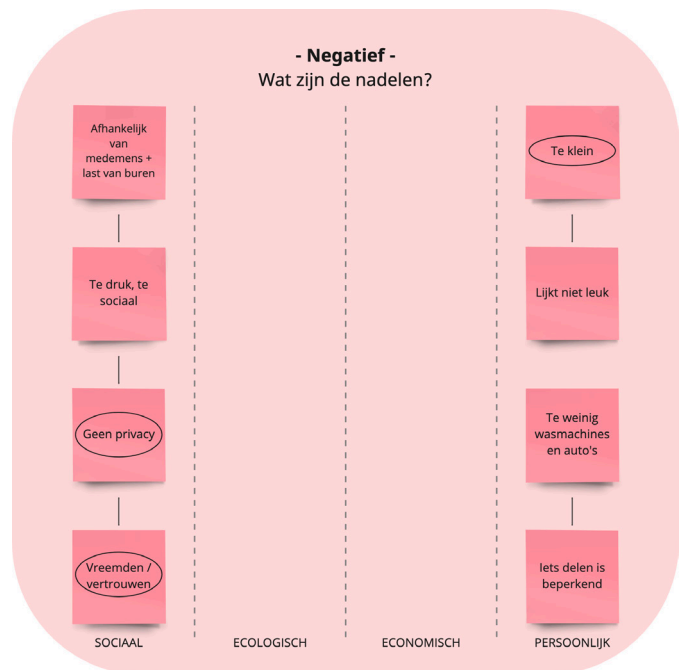 - Negatief -
Wat zijn de nadelen?
Afhankelijk
van
medemens +
last van buren
Te druk, te
sociaal
Geen privacy
Vreemden /
vertrouwen
Te klein
Lijkt niet leuk
Te weinig
wasmachines
en auto's
Iets delen is
beperkend
SOCIAAL
ECOLOGISCH
ECONOMISCH
PERSOONLIJK